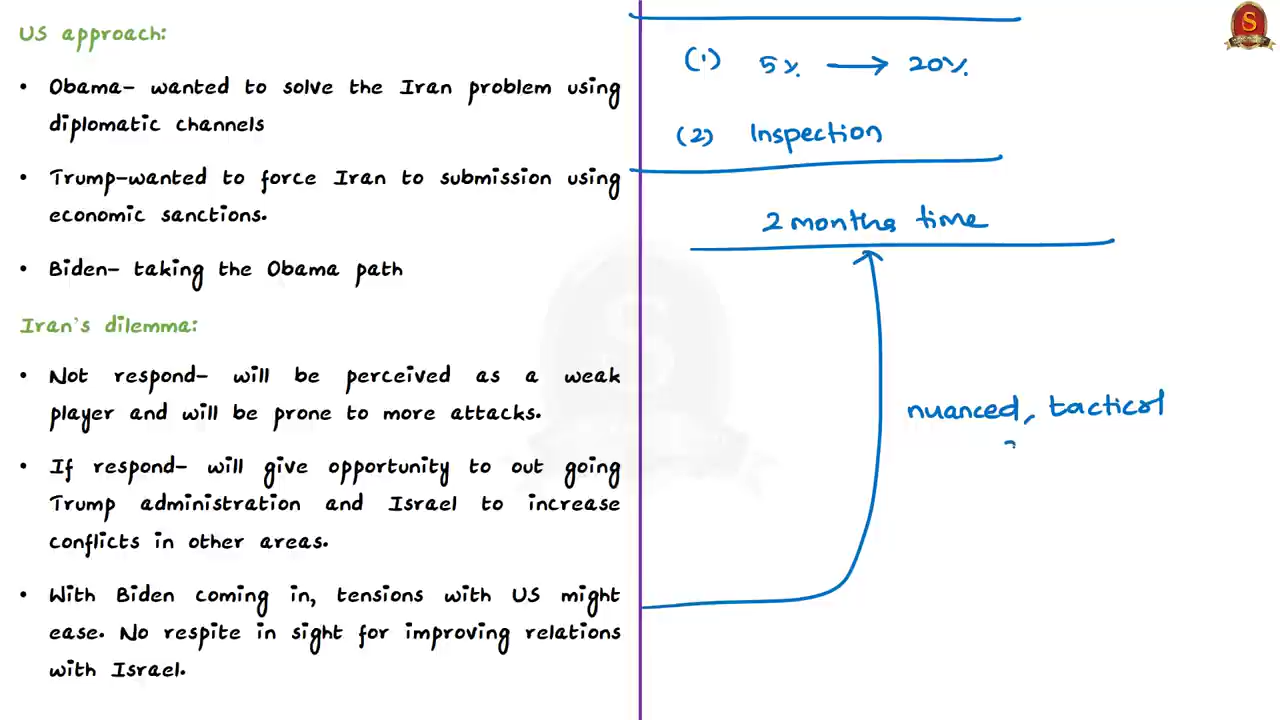 US approach:
• Obama- wanted to solve the Iran problem using
diplomatic channels
• Trump-wanted to force Iran to submission using
economic sanctions.
• Biden- taking the Obama path
Iran's dilemma:
• Not respond- will be perceived as a weak
player and will be prone to more attacks.
• If respond- will give opportunity to out going
Trump administration and Israel to increase
conflicts in other areas.
• With Biden coming in, tensions with US might
ease. No respite in sight for improving relations
with Israel.
(1) 5% → 20%
(2) Inspection
2 months time
nuanced, tactical
S